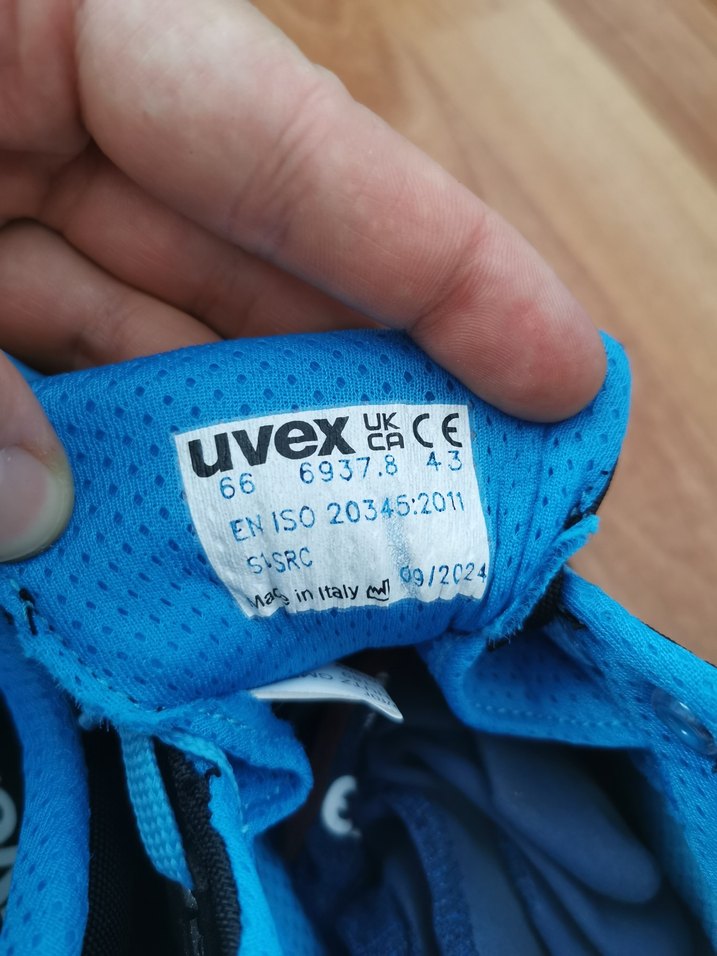 uvex UK CA CE
66 6937.8 43
EN ISO 20345:2011
S1 SRC
Made in Italy 09/2024